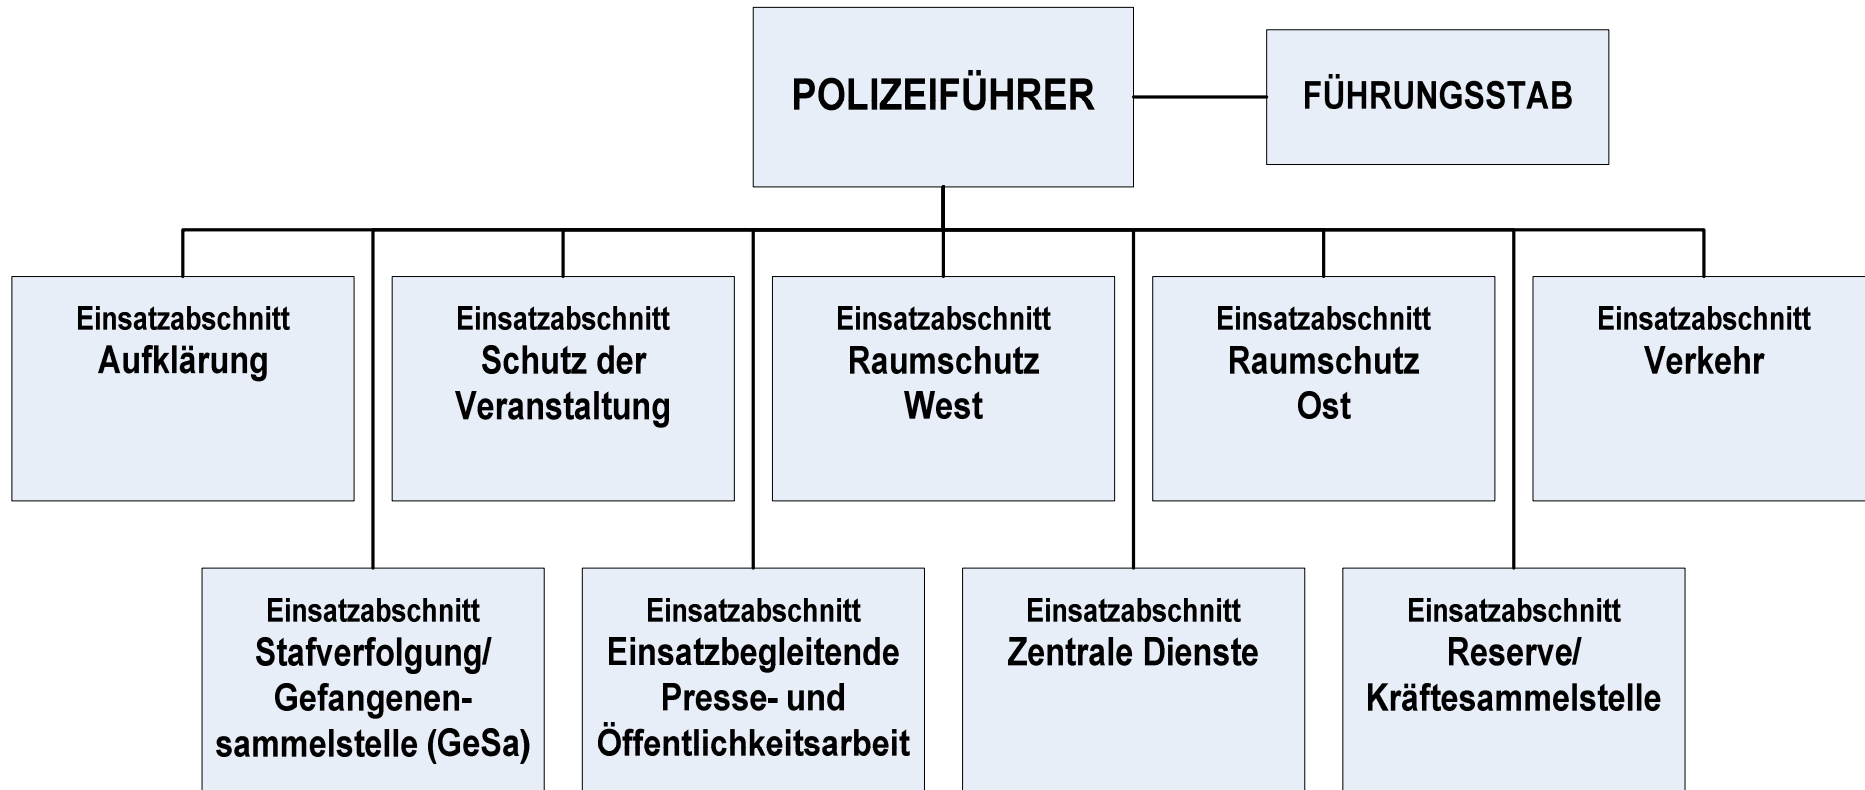 POLIZEIFÜHRER
FÜHRUNGSSTAB
Einsatzabschnitt
Aufklärung
Einsatzabschnitt
Schutz der
Veranstaltung
Einsatzabschnitt
Raumschutz
West
Einsatzabschnitt
Raumschutz
Ost
Einsatzabschnitt
Verkehr
Einsatzabschnitt
Stafverfolgung/
Gefangenen-
sammelstelle (GeSa)
Einsatzabschnitt
Einsatzbegleitende
Presse- und
Öffentlichkeitsarbeit
Einsatzabschnitt
Zentrale Dienste
Einsatzabschnitt
Reserve/
Kräftesammelstelle